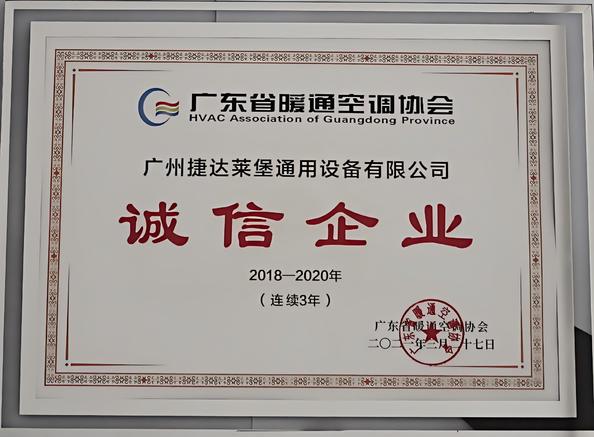 广东省暖通空调协会
HVAC Association of Guangdong Province
广州捷达莱堡通用设备有限公司
诚信企业
2018—2020年
（连续3年）
广东省暖通空调协会